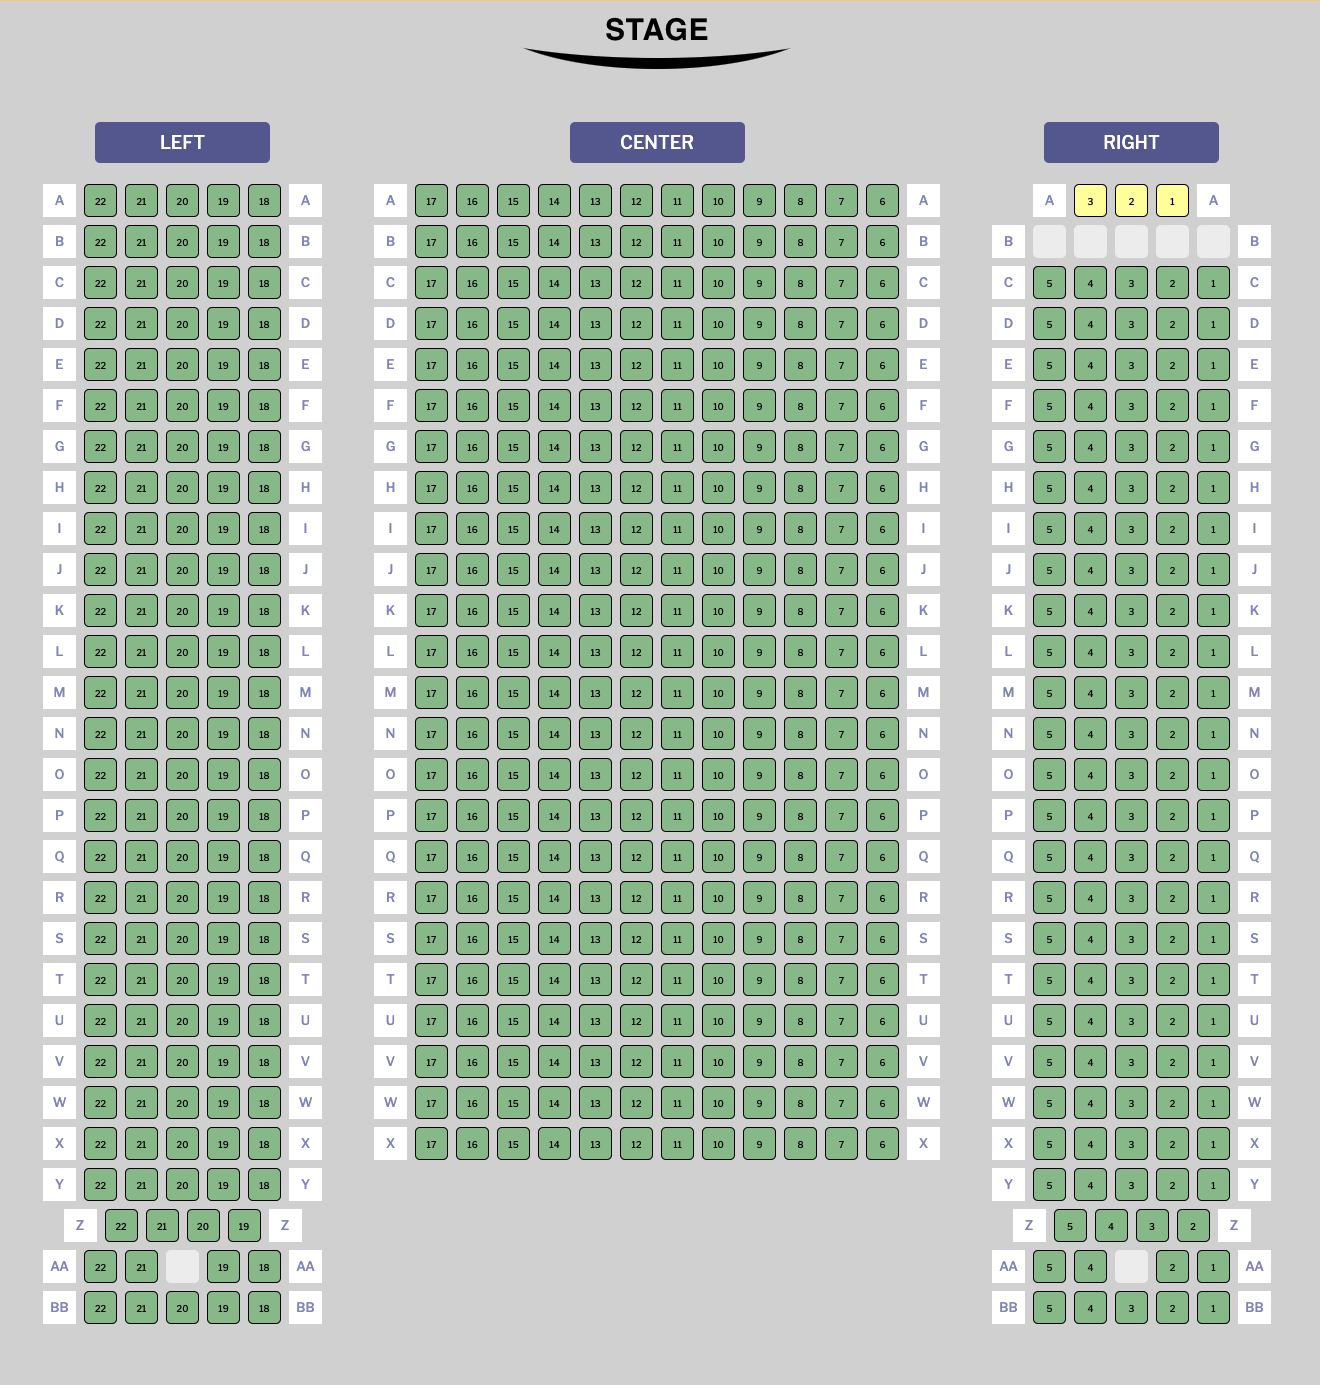 STAGE
LEFT CENTER RIGHT
A 22 21 20 19 18 A A 17 16 15 14 13 12 11 10 9 8 7 6 A A 3 2 1 A
B 22 21 20 19 18 B B 17 16 15 14 13 12 11 10 9 8 7 6 B B B
C 22 21 20 19 18 C C 17 16 15 14 13 12 11 10 9 8 7 6 C C 5 4 3 2 1 C
D 22 21 20 19 18 D D 17 16 15 14 13 12 11 10 9 8 7 6 D D 5 4 3 2 1 D
E 22 21 20 19 18 E E 17 16 15 14 13 12 11 10 9 8 7 6 E E 5 4 3 2 1 E
F 22 21 20 19 18 F F 17 16 15 14 13 12 11 10 9 8 7 6 F F 5 4 3 2 1 F
G 22 21 20 19 18 G G 17 16 15 14 13 12 11 10 9 8 7 6 G G 5 4 3 2 1 G
H 22 21 20 19 18 H H 17 16 15 14 13 12 11 10 9 8 7 6 H H 5 4 3 2 1 H
I 22 21 20 19 18 I I 17 16 15 14 13 12 11 10 9 8 7 6 I I 5 4 3 2 1 I
J 22 21 20 19 18 J J 17 16 15 14 13 12 11 10 9 8 7 6 J J 5 4 3 2 1 J
K 22 21 20 19 18 K K 17 16 15 14 13 12 11 10 9 8 7 6 K K 5 4 3 2 1 K
L 22 21 20 19 18 L L 17 16 15 14 13 12 11 10 9 8 7 6 L L 5 4 3 2 1 L
M 22 21 20 19 18 M M 17 16 15 14 13 12 11 10 9 8 7 6 M M 5 4 3 2 1 M
N 22 21 20 19 18 N N 17 16 15 14 13 12 11 10 9 8 7 6 N N 5 4 3 2 1 N
O 22 21 20 19 18 O O 17 16 15 14 13 12 11 10 9 8 7 6 O O 5 4 3 2 1 O
P 22 21 20 19 18 P P 17 16 15 14 13 12 11 10 9 8 7 6 P P 5 4 3 2 1 P
Q 22 21 20 19 18 Q Q 17 16 15 14 13 12 11 10 9 8 7 6 Q Q 5 4 3 2 1 Q
R 22 21 20 19 18 R R 17 16 15 14 13 12 11 10 9 8 7 6 R R 5 4 3 2 1 R
S 22 21 20 19 18 S S 17 16 15 14 13 12 11 10 9 8 7 6 S S 5 4 3 2 1 S
T 22 21 20 19 18 T T 17 16 15 14 13 12 11 10 9 8 7 6 T T 5 4 3 2 1 T
U 22 21 20 19 18 U U 17 16 15 14 13 12 11 10 9 8 7 6 U U 5 4 3 2 1 U
V 22 21 20 19 18 V V 17 16 15 14 13 12 11 10 9 8 7 6 V V 5 4 3 2 1 V
W 22 21 20 19 18 W W 17 16 15 14 13 12 11 10 9 8 7 6 W W 5 4 3 2 1 W
X 22 21 20 19 18 X X 17 16 15 14 13 12 11 10 9 8 7 6 X X 5 4 3 2 1 X
Y 22 21 20 19 18 Y Y 5 4 3 2 1 Y
Z 22 21 20 19 Z Z 5 4 3 2 Z
AA 22 21 19 18 AA AA 5 4 2 1 AA
BB 22 21 20 19 18 BB BB 5 4 3 2 1 BB